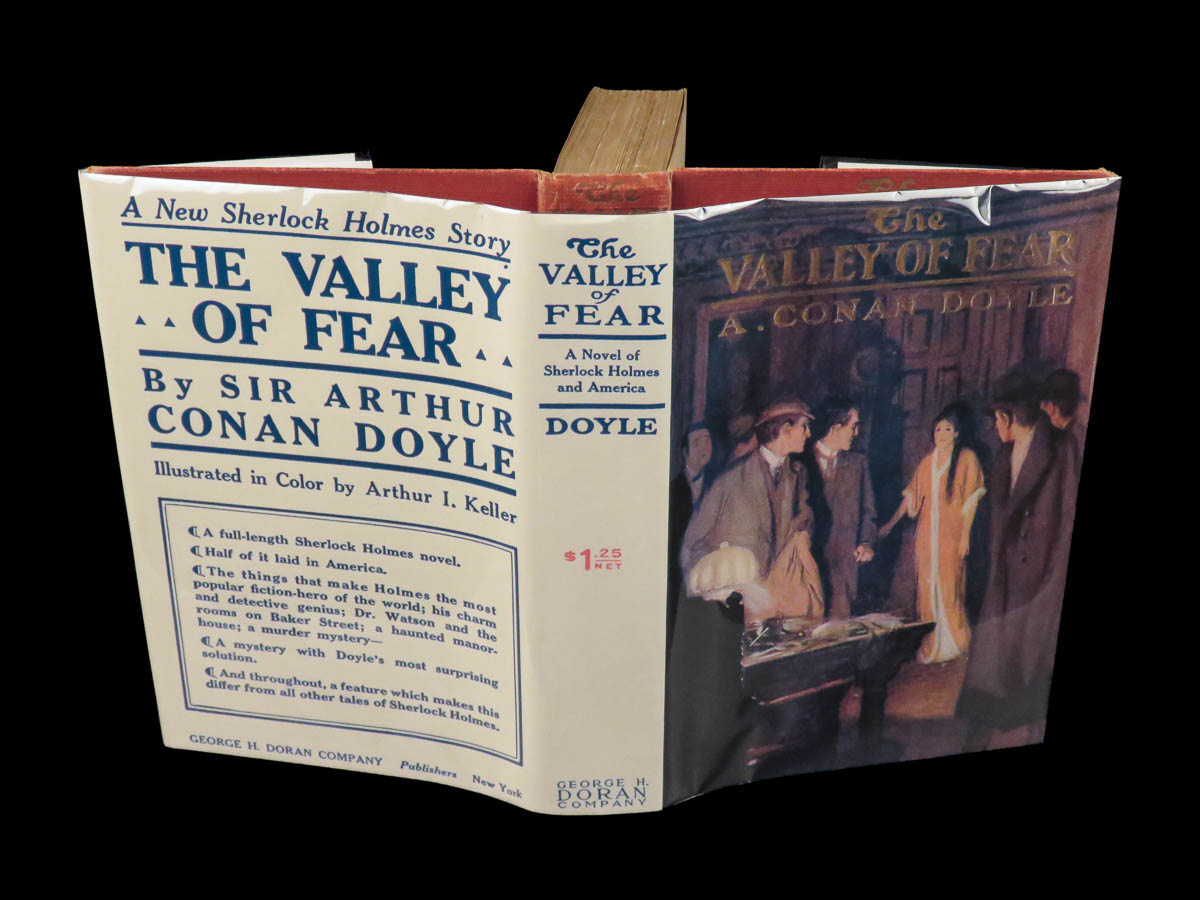 A New Sherlock Holmes Story
THE VALLEY
OF FEAR
By SIR ARTHUR
CONAN DOYLE
Illustrated in Color by Arthur I. Keller
¶A full-length Sherlock Holmes novel.
¶Half of it laid in America.
¶The things that make Holmes the most
popular fiction-hero of the world; his charm
and detective genius; Dr. Watson and the
rooms on Baker Street; a haunted manor-
house; a murder mystery—
¶A mystery with Doyle's most surprising
solution.
¶And throughout, a feature which makes this
differ from all other tales of Sherlock Holmes.
GEORGE H. DORAN COMPANY Publishers New York
The
The
VALLEY
of
FEAR
A Novel of
Sherlock Holmes
and America
DOYLE
$1.25
NET
GEORGE H.
DORAN
COMPANY
The
VALLEY OF FEAR
A. CONAN DOYLE